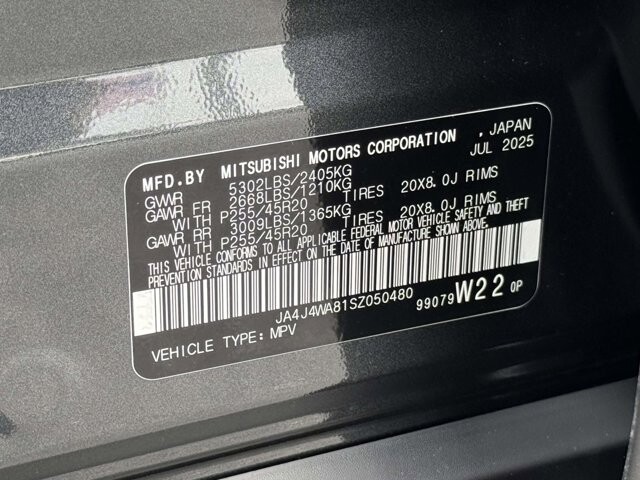 MFD.BY MITSUBISHI MOTORS CORPORATION , JAPAN
JUL 2025
GWR 5302LBS/2405KG
GAWR FR 2668LBS/1210KG
WITH P255/45R20 TIRES 20X8.0J RIMS
GAWR RR 3009LBS/1365KG
WITH P255/45R20 TIRES 20X8.0J RIMS
THIS VEHICLE CONFORMS TO ALL APPLICABLE FEDERAL MOTOR VEHICLE SAFETY AND THEFT
PREVENTION STANDARDS IN EFFECT ON THE DATE OF MANUFACTURE SHOWN ABOVE.
JA4J4WA81SZ050480 99079 W22 OP
VEHICLE TYPE: MPV